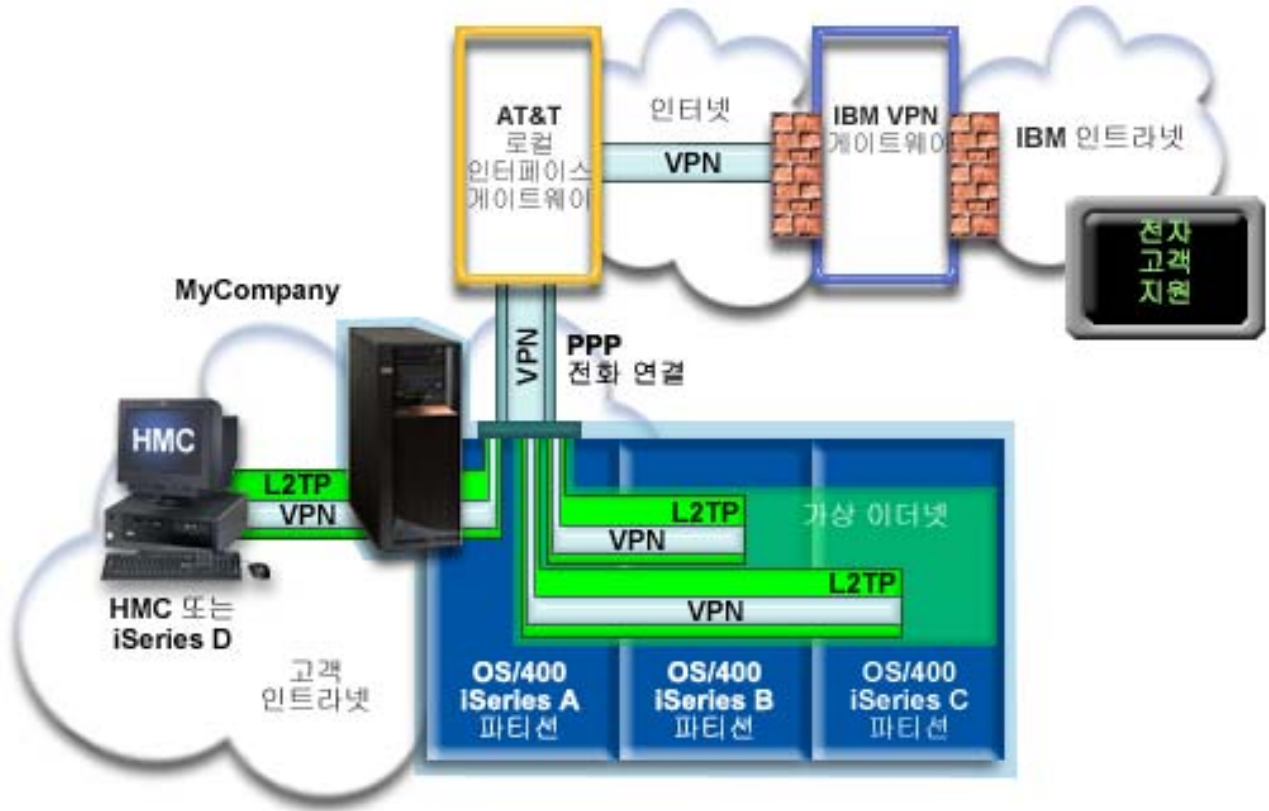 AT&T
로컬
인터페이스
게이트웨이
인터넷
VPN
IBM VPN
게이트웨이
IBM 인트라넷
전자
고객
지원
MyCompany
VPN
PPP
전화 연결
HMC
L2TP
VPN
L2TP
VPN
가상 이더넷
L2TP
VPN
HMC 또는
iSeries D
고객
인트라넷
OS/400
iSeries A
파티션
OS/400
iSeries B
파티션
OS/400
iSeries C
파티션